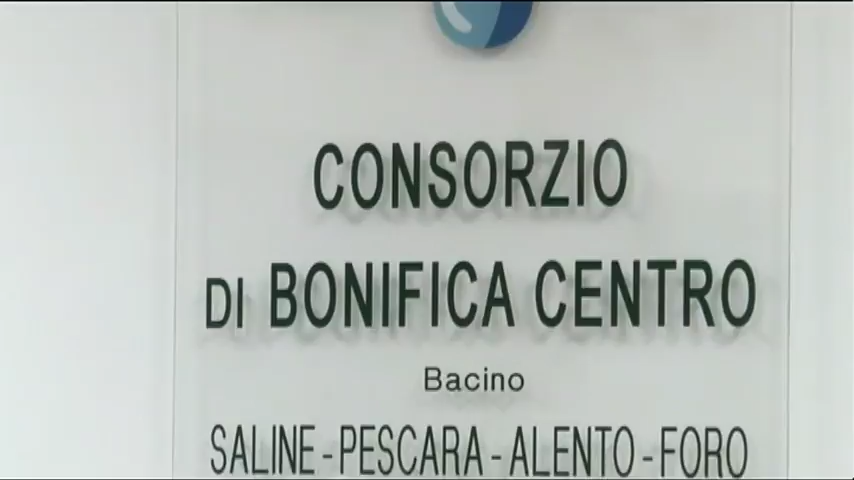 CONSORZIO
DI BONIFICA CENTRO
Bacino
SALINE - PESCARA - ALENTO - FORO